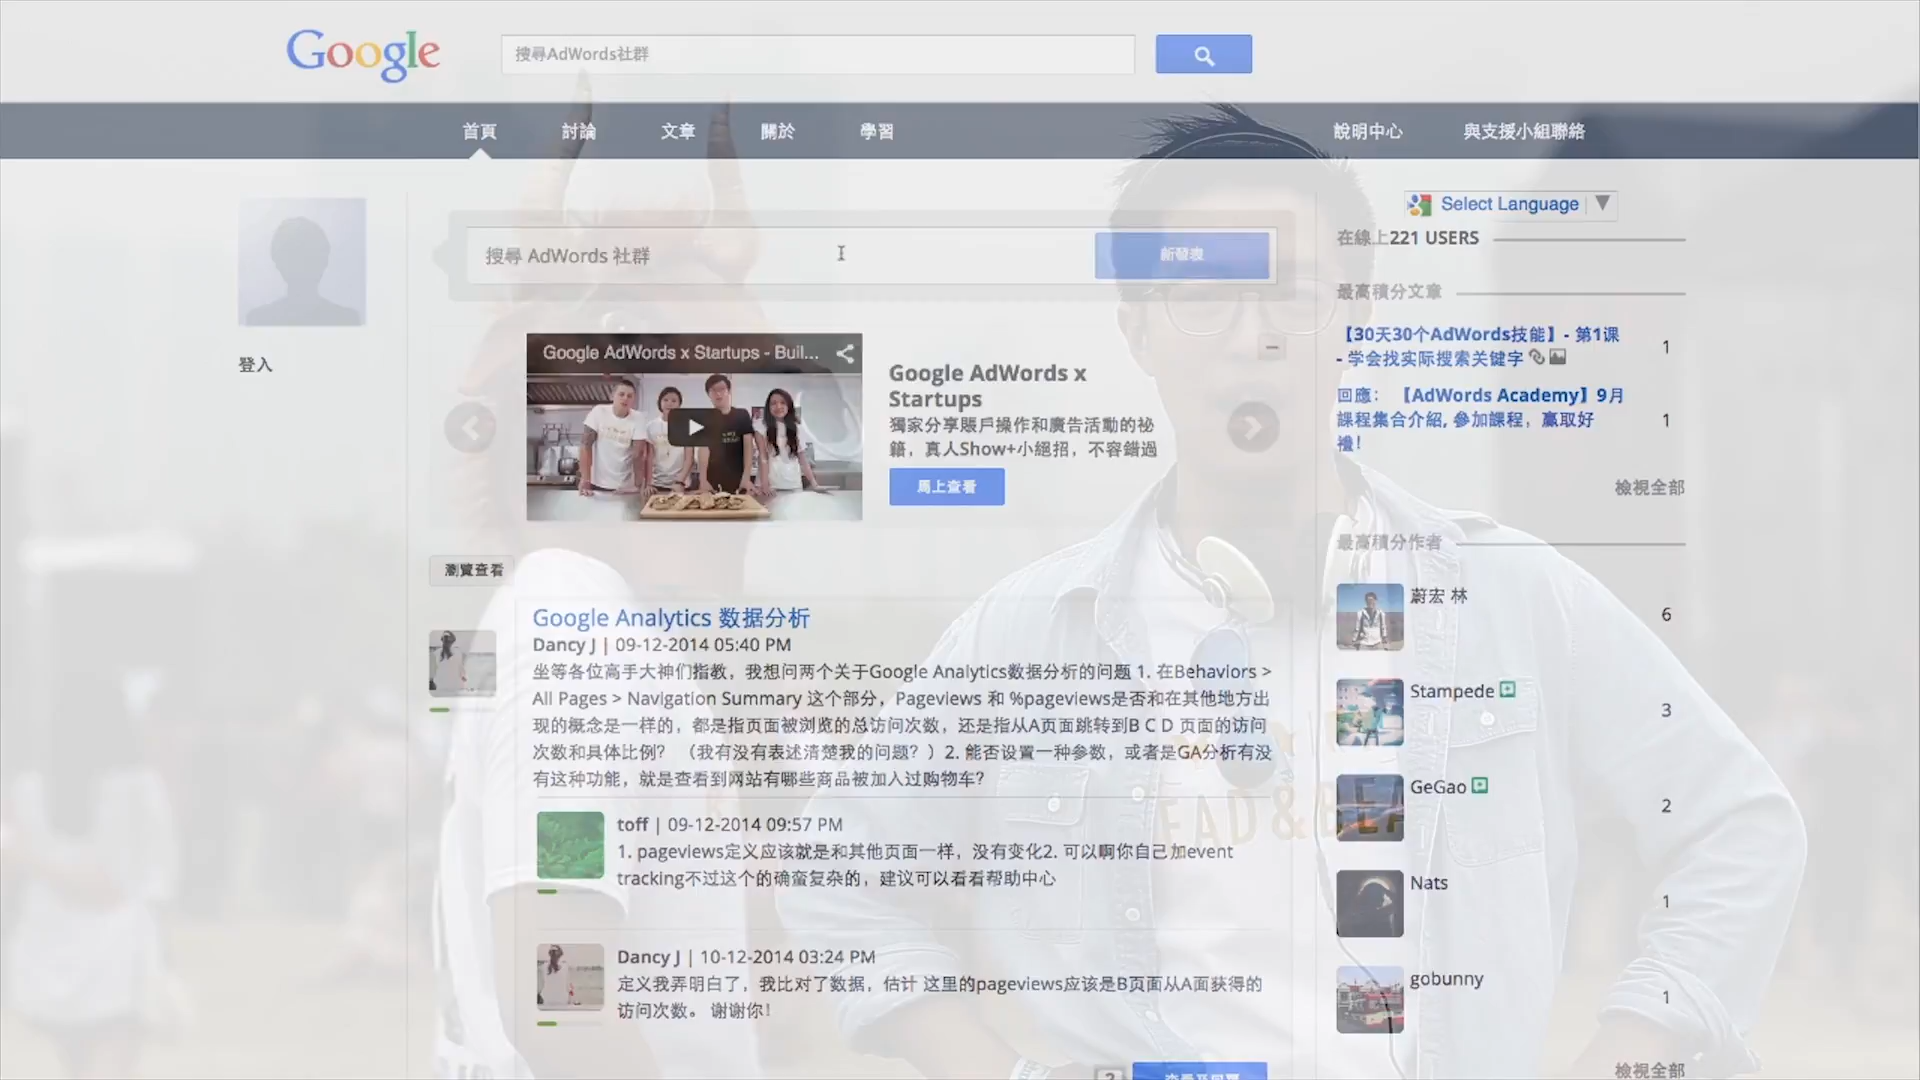 Google
搜尋AdWords社群
首頁 討論 文章 關於 學習 說明中心 與支援小組聯絡
Select Language
搜尋 AdWords 社群 新發表
在線上221 USERS
登入
Google AdWords x Startups - Buil...
Google AdWords x
Startups
獨家分享賬戶操作和廣告活動的祕
籍，真人Show+小絕招，不容錯過
馬上查看
最高積分文章
【30天30个AdWords技能】- 第1课
- 学会找实际搜索关键字
1
回應： 【AdWords Academy】9月
課程集合介紹, 參加課程，贏取好
禮!
1
檢視全部
瀏覽查看
Google Analytics 数据分析
Dancy J | 09-12-2014 05:40 PM
坐等各位高手大神们指教，我想问两个关于Google Analytics数据分析的问题 1. 在Behaviors >
All Pages > Navigation Summary 这个部分，Pageviews 和 %pageviews是否和在其他地方出
现的概念是一样的，都是指页面被浏览的总访问次数，还是指从A页面跳转到B C D 页面的访问
次数和具体比例？ （我有没有表述清楚我的问题？）2. 能否设置一种参数，或者是GA分析有没
有这种功能，就是查看到网站有哪些商品被加入过购物车？
toff | 09-12-2014 09:57 PM
1. pageviews定义应该就是和其他页面一样，没有变化2. 可以啊你自己加event
tracking不过这个的确蛮复杂的，建议可以看看帮助中心
Dancy J | 10-12-2014 03:24 PM
定义我弄明白了，我比对了数据，估计 这里的pageviews应该是B页面从A面获得的
访问次数。 谢谢你！
2
最高積分作者
蔚宏 林 6
Stampede 3
GeGao 2
Nats 1
gobunny 1
檢視全部